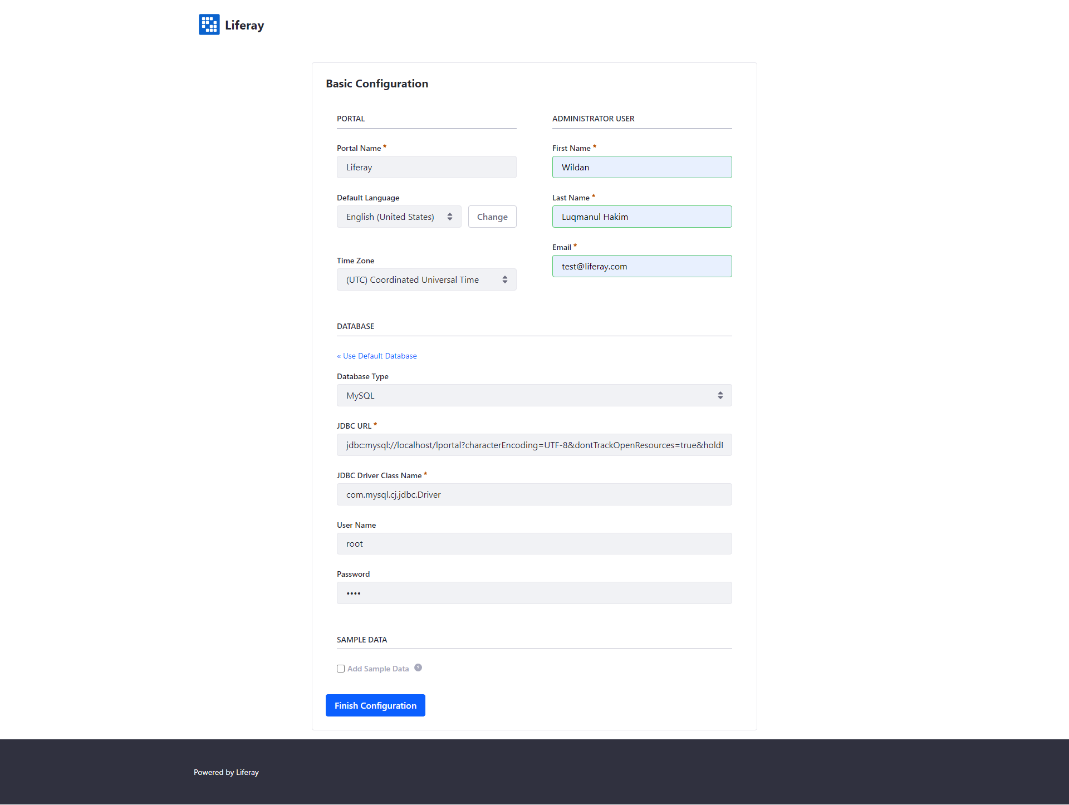 Liferay
Basic Configuration
PORTAL
Portal Name *
Liferay
Default Language
English (United States)
Change
Time Zone
(UTC) Coordinated Universal Time
ADMINISTRATOR USER
First Name *
Wildan
Last Name *
Luqmanul Hakim
Email *
test@liferay.com
DATABASE
« Use Default Database
Database Type
MySQL
JDBC URL *
jdbc:mysql://localhost/lportal?characterEncoding=UTF-8&dontTrackOpenResources=true&holdI
JDBC Driver Class Name *
com.mysql.cj.jdbc.Driver
User Name
root
Password
••••
SAMPLE DATA
Add Sample Data
Finish Configuration
Powered by Liferay